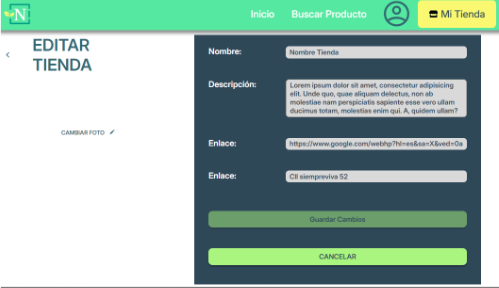 N
Inicio
Buscar Producto
Mi Tienda
EDITAR
TIENDA
CAMBIAR FOTO
Nombre:
Nombre Tienda
Descripción:
Lorem ipsum dolor sit amet, consectetur adipisicing
elit. Unde quo, quae aliquam delectus, non ab
molestiae nam perspiciatis sapiente esse vero ullam
ducimus totam, molestias enim qui. A, quidem ullam?
Enlace:
https://www.google.com/webhp?hl=es&sa=X&ved=0a
Enlace:
Cll siempreviva 52
Guardar Cambios
CANCELAR